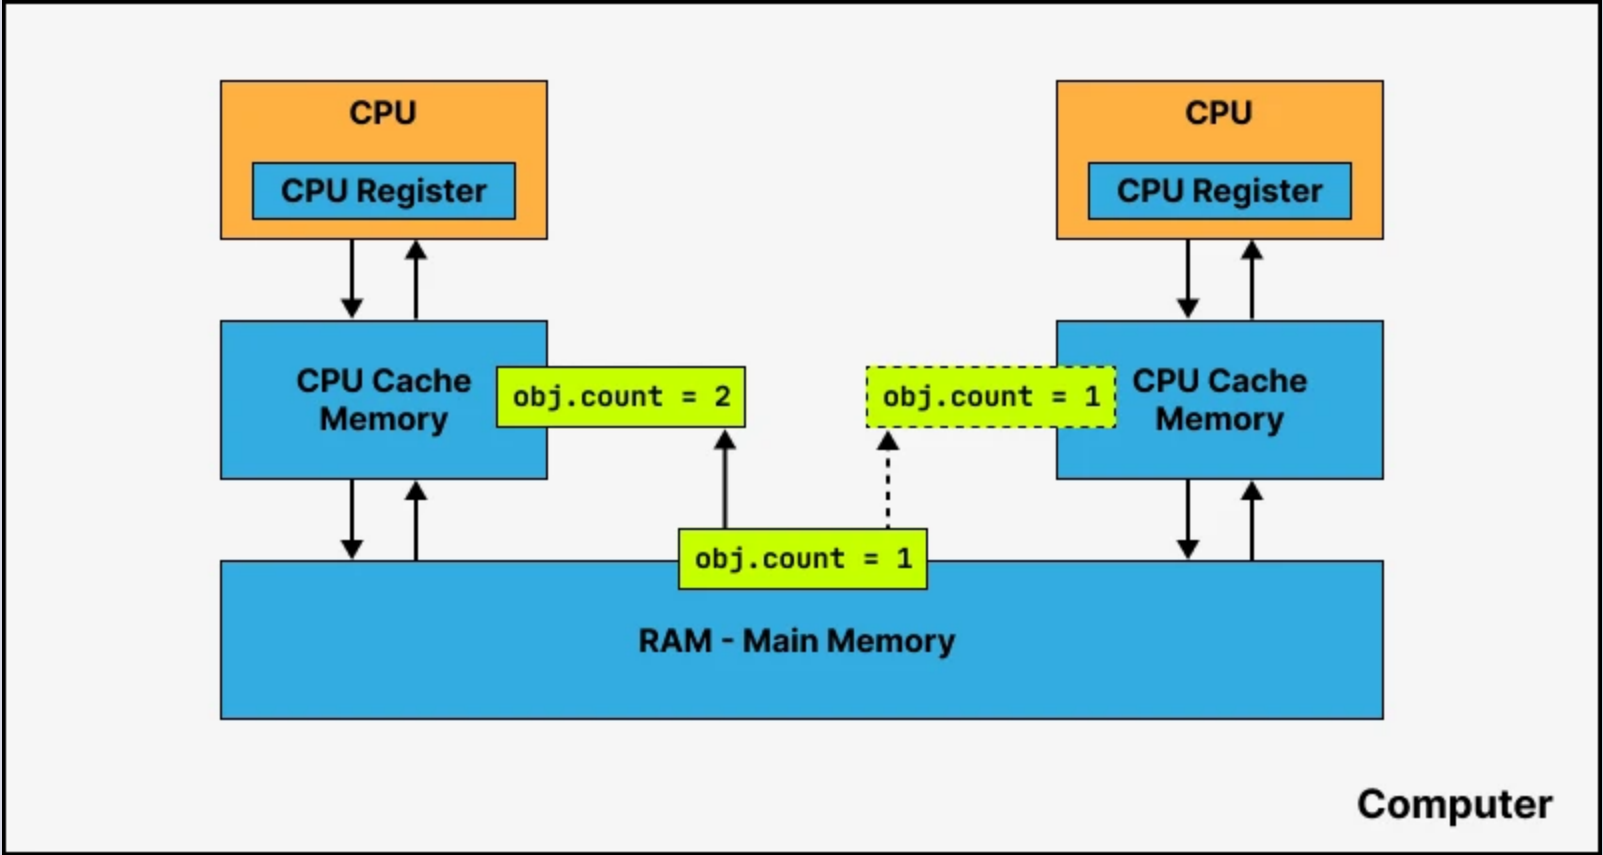 CPU
CPU Register
CPU
CPU Register
CPU Cache
Memory
obj.count = 2
obj.count = 1
CPU Cache
Memory
obj.count = 1
RAM - Main Memory
Computer